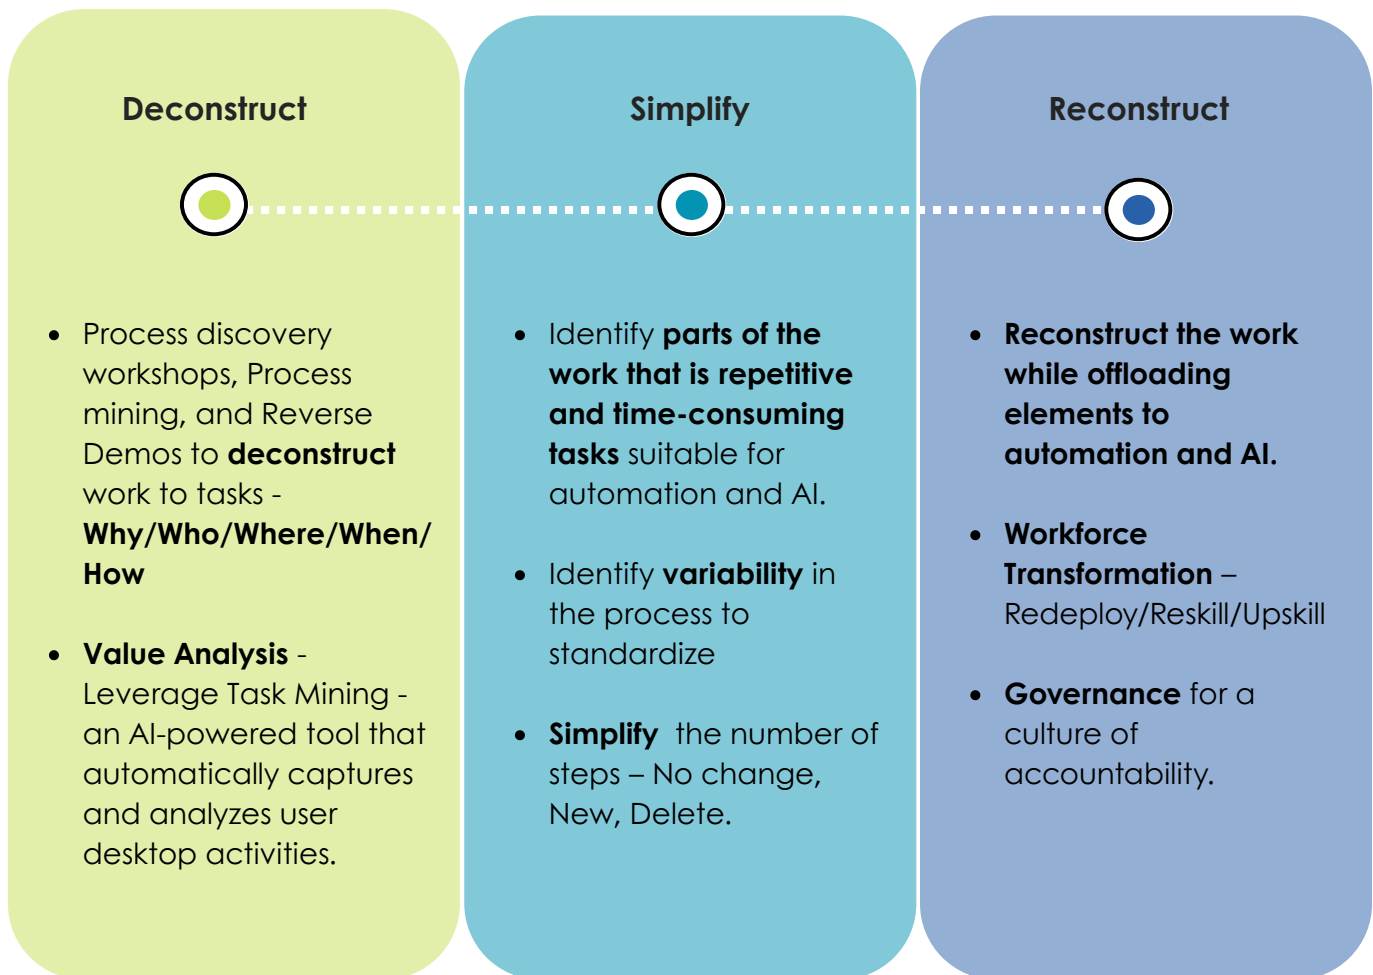 Deconstruct
• Process discovery
workshops, Process
mining, and Reverse
Demos to deconstruct
work to tasks -
Why/Who/Where/When/
How
• Value Analysis -
Leverage Task Mining -
an AI-powered tool that
automatically captures
and analyzes user
desktop activities.
Simplify
• Identify parts of the
work that is repetitive
and time-consuming
tasks suitable for
automation and AI.
• Identify variability in
the process to
standardize
• Simplify  the number of
steps – No change,
New, Delete.
Reconstruct
• Reconstruct the work
while offloading
elements to
automation and AI.
• Workforce
Transformation –
Redeploy/Reskill/Upskill
• Governance for a
culture of
accountability.